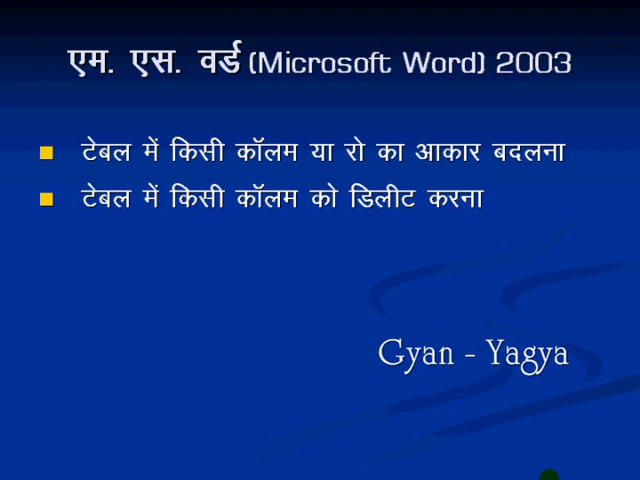 एम. एस. वर्ड (Microsoft Word) 2003
टेबल में किसी कॉलम या रो का आकार बदलना
टेबल में किसी कॉलम को डिलीट करना
Gyan - Yagya